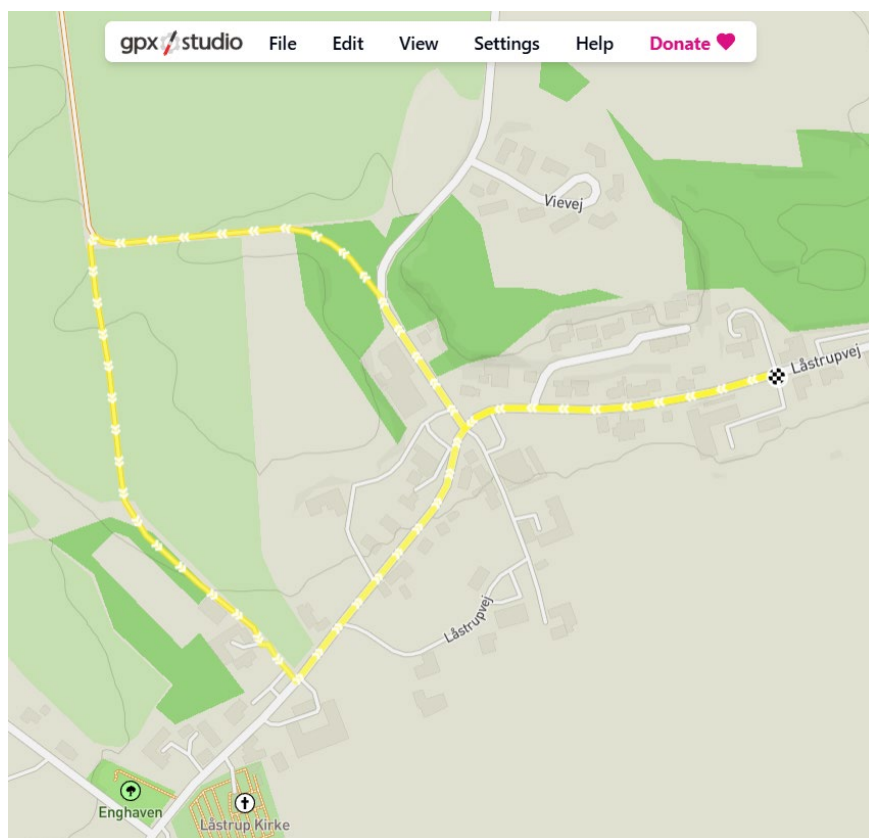 gpx studio File Edit View Settings Help Donate
Vievej
Låstrupvej
Låstrupvej
Enghaven
Låstrup Kirke